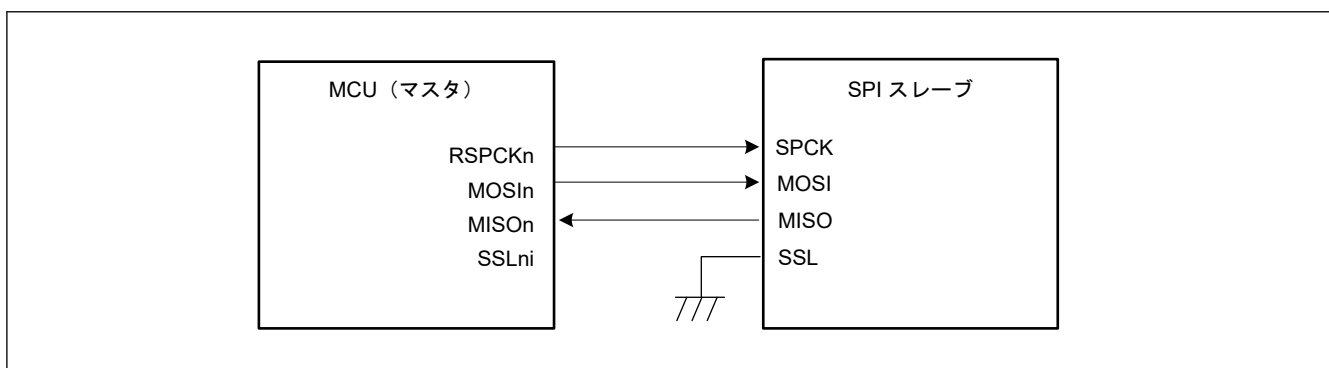 MCU（マスタ）
RSPCKn
MOSIn
MISOn
SSLni
SPI スレーブ
SPCK
MOSI
MISO
SSL